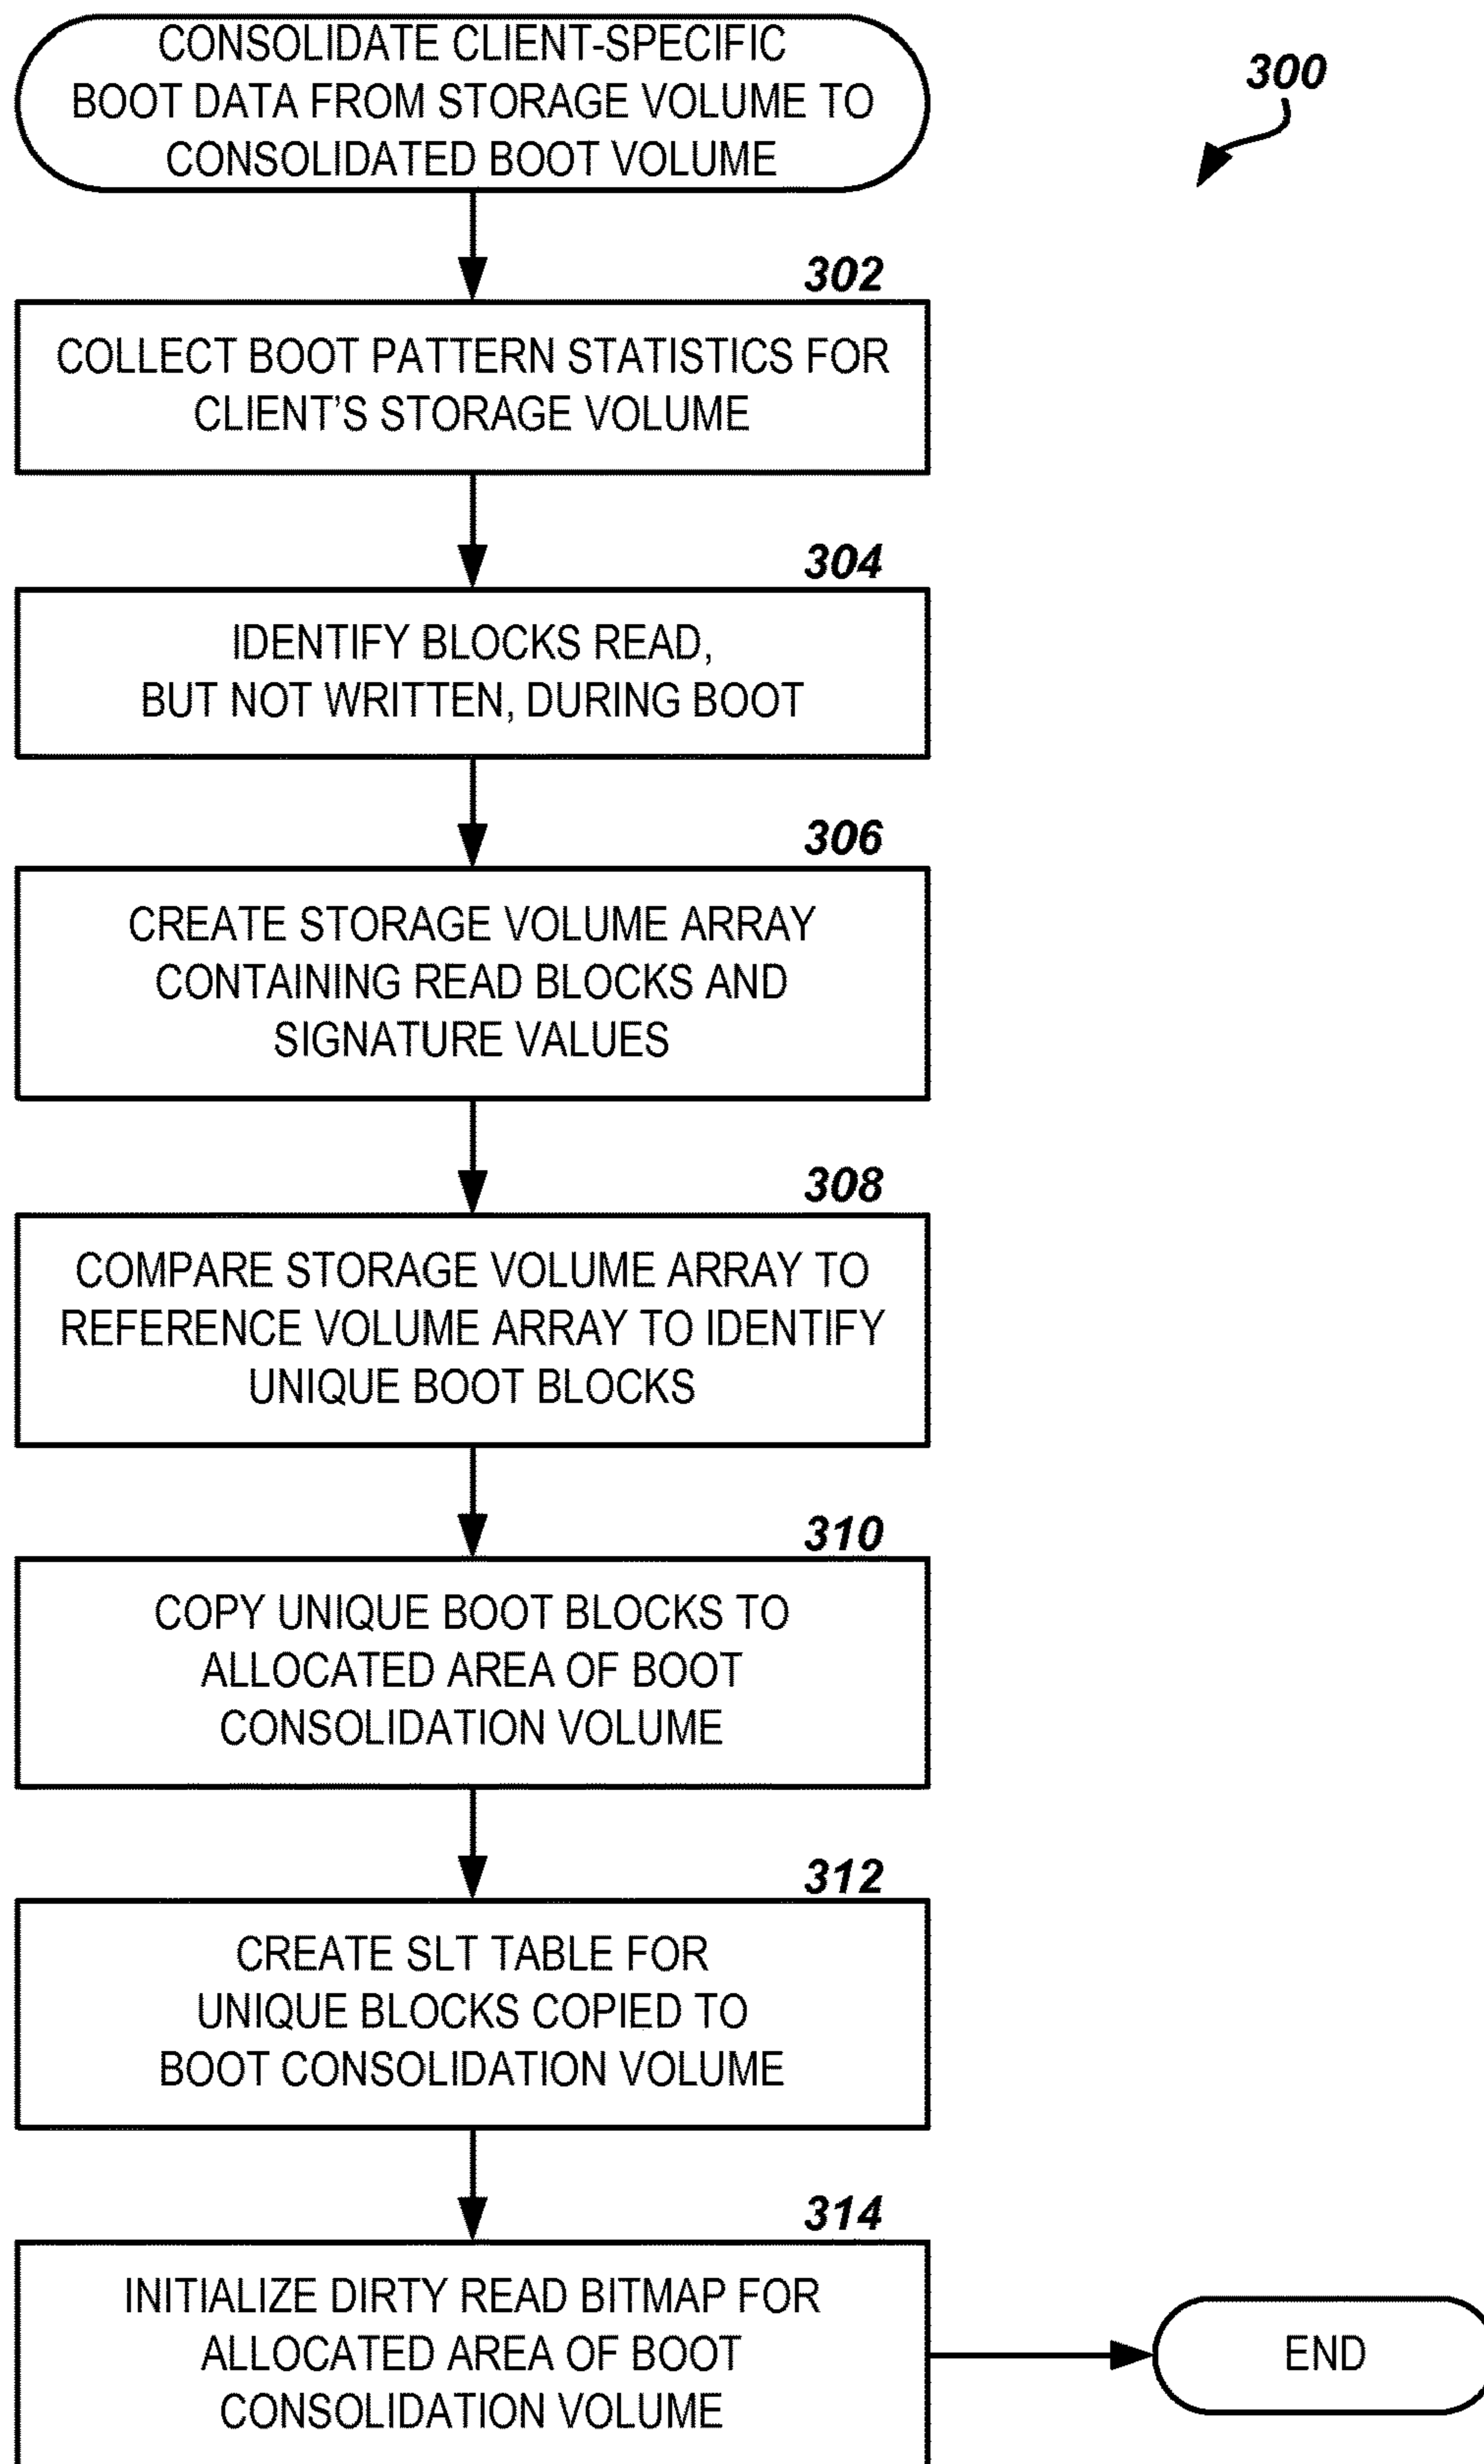 CONSOLIDATE CLIENT-SPECIFIC
BOOT DATA FROM STORAGE VOLUME TO
CONSOLIDATED BOOT VOLUME
300
302
COLLECT BOOT PATTERN STATISTICS FOR
CLIENT'S STORAGE VOLUME
304
IDENTIFY BLOCKS READ,
BUT NOT WRITTEN, DURING BOOT
306
CREATE STORAGE VOLUME ARRAY
CONTAINING READ BLOCKS AND
SIGNATURE VALUES
308
COMPARE STORAGE VOLUME ARRAY TO
REFERENCE VOLUME ARRAY TO IDENTIFY
UNIQUE BOOT BLOCKS
310
COPY UNIQUE BOOT BLOCKS TO
ALLOCATED AREA OF BOOT
CONSOLIDATION VOLUME
312
CREATE SLT TABLE FOR
UNIQUE BLOCKS COPIED TO
BOOT CONSOLIDATION VOLUME
314
INITIALIZE DIRTY READ BITMAP FOR
ALLOCATED AREA OF BOOT
CONSOLIDATION VOLUME
END